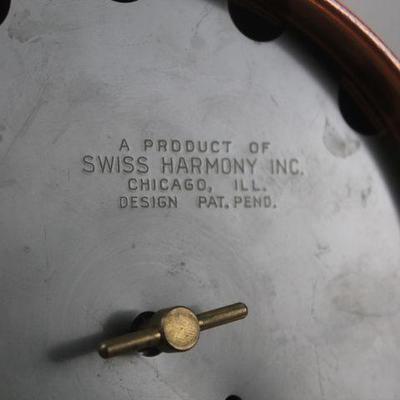 A PRODUCT OF
SWISS HARMONY INC.
CHICAGO, ILL.
DESIGN PAT. PEND.